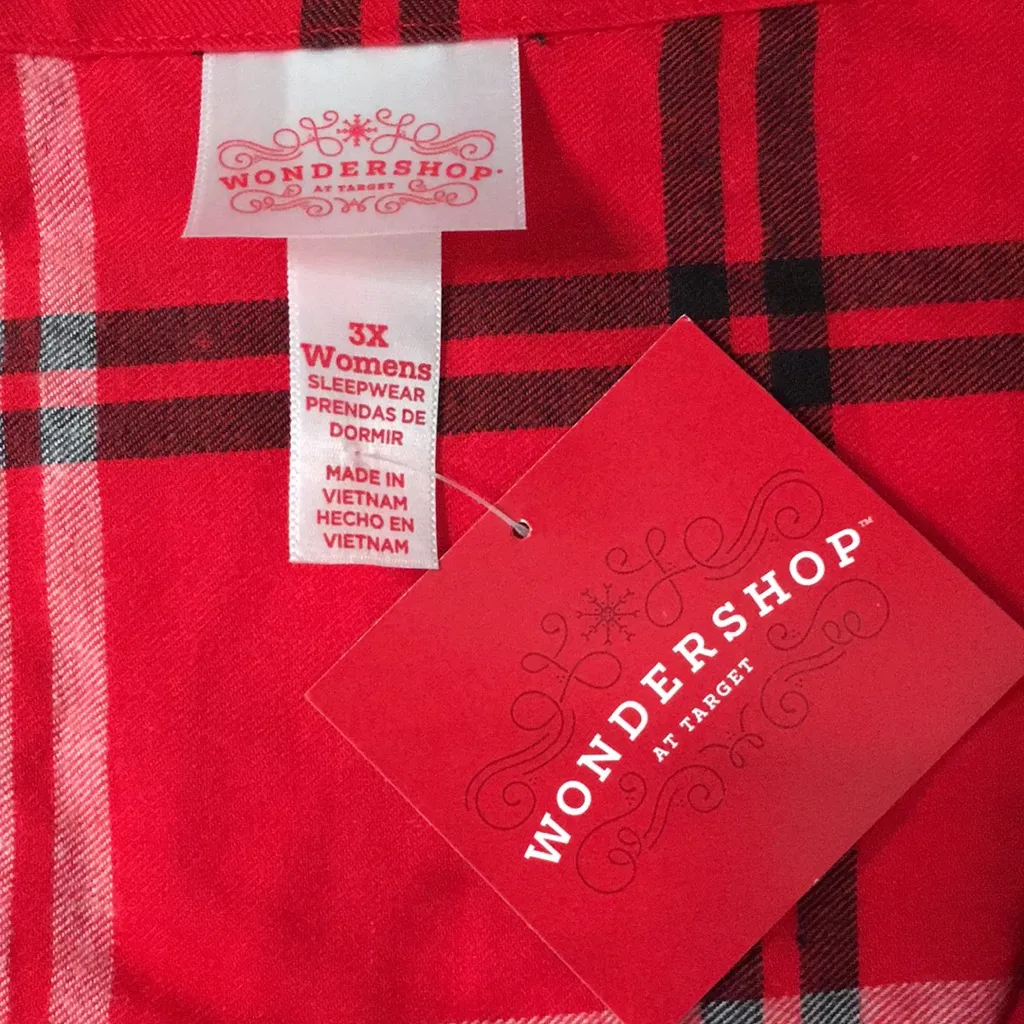 WONDERSHOP
AT TARGET
3X
Womens
SLEEPWEAR
PRENDAS DE
DORMIR
MADE IN
VIETNAM
HECHO EN
VIETNAM
WONDERSHOP™
AT TARGET